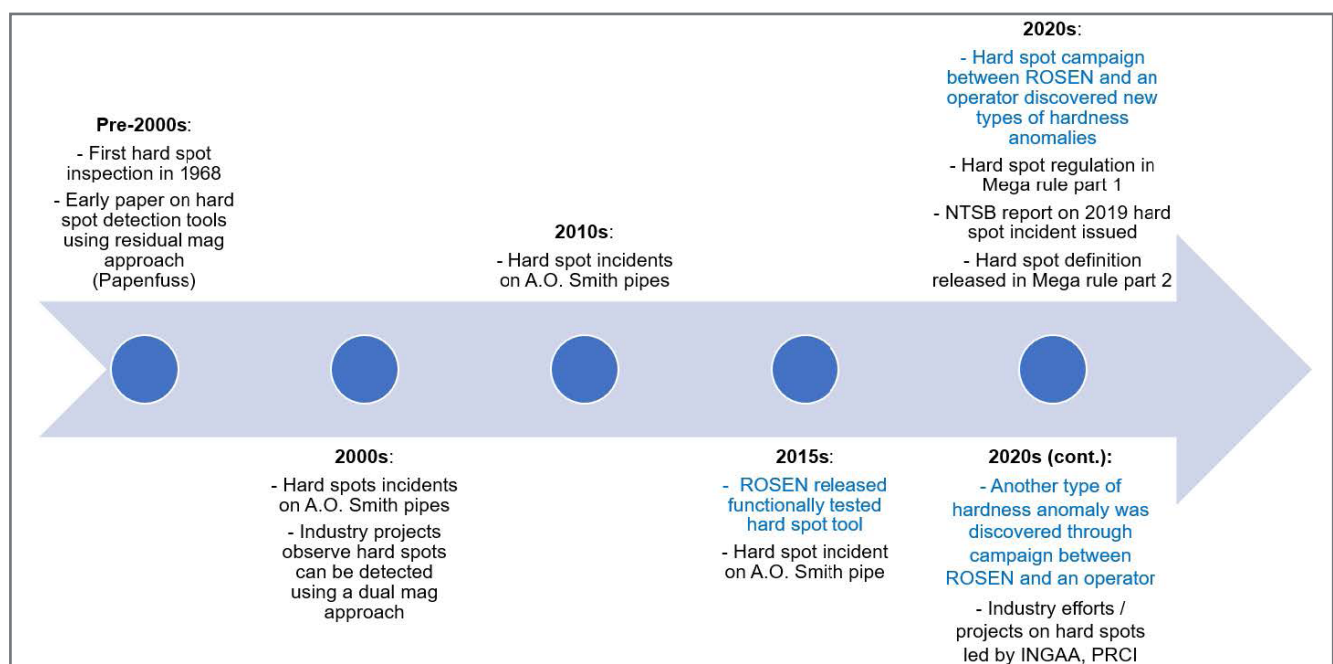 Pre-2000s:
- First hard spot
inspection in 1968
- Early paper on hard
spot detection tools
using residual mag
approach
(Papenfuss)
2000s:
- Hard spots incidents
on A.O. Smith pipes
- Industry projects
observe hard spots
can be detected
using a dual mag
approach
2010s:
- Hard spot incidents
on A.O. Smith pipes
2015s:
- ROSEN released
functionally tested
hard spot tool
- Hard spot incident
on A.O. Smith pipe
2020s:
- Hard spot campaign
between ROSEN and an
operator discovered new
types of hardness
anomalies
- Hard spot regulation in
Mega rule part 1
- NTSB report on 2019 hard
spot incident issued
- Hard spot definition
released in Mega rule part 2
2020s (cont.):
- Another type of
hardness anomaly was
discovered through
campaign between
ROSEN and an operator
- Industry efforts /
projects on hard spots
led by INGAA, PRCI